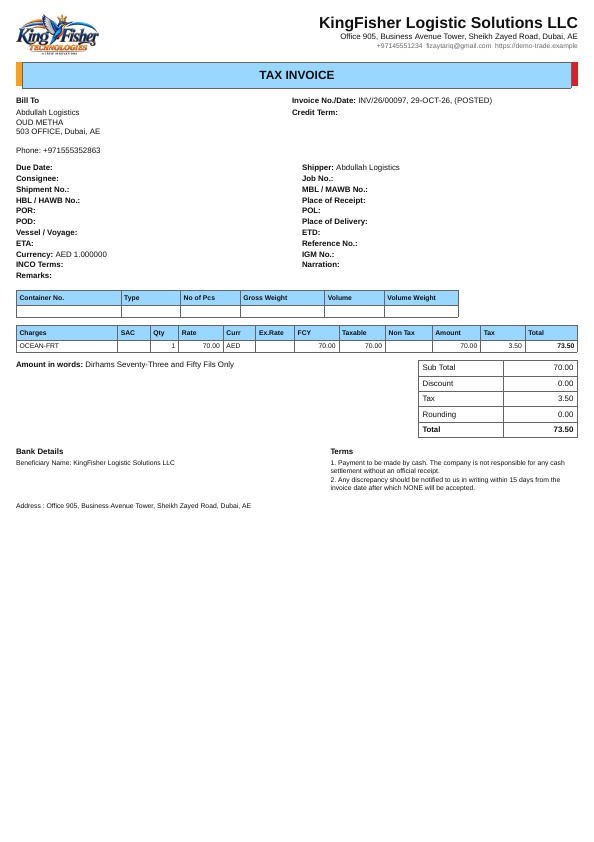 King Fisher
TECHNOLOGIES
KingFisher Logistic Solutions LLC
Office 905, Business Avenue Tower, Sheikh Zayed Road, Dubai, AE
+97145551234 fizaytariq@gmail.com https://demo-trade.example
TAX INVOICE
Bill To
Abdullah Logistics
OUD METHA
503 OFFICE, Dubai, AE
Phone: +971555352863
Invoice No./Date: INV/26/00097, 29-OCT-26, (POSTED)
Credit Term:
Due Date:
Shipper: Abdullah Logistics
Consignee:
Job No.:
Shipment No.:
MBL / MAWB No.:
HBL / HAWB No.:
Place of Receipt:
POR:
POL:
POD:
Place of Delivery:
Vessel / Voyage:
ETD:
ETA:
Reference No.:
Currency: AED 1.000000
IGM No.:
INCO Terms:
Narration:
Remarks:
Container No. Type No of Pcs Gross Weight Volume Volume Weight
Charges SAC Qty Rate Curr Ex.Rate FCY Taxable Non Tax Amount Tax Total
OCEAN-FRT 1 70.00 AED 70.00 70.00 70.00 3.50 73.50
Amount in words: Dirhams Seventy-Three and Fifty Fils Only
Sub Total 70.00
Discount 0.00
Tax 3.50
Rounding 0.00
Total 73.50
Bank Details
Beneficiary Name: KingFisher Logistic Solutions LLC
Address : Office 905, Business Avenue Tower, Sheikh Zayed Road, Dubai, AE
Terms
1. Payment to be made by cash. The company is not responsible for any cash
settlement without an official receipt.
2. Any discrepancy should be notified to us in writing within 15 days from the
invoice date after which NONE will be accepted.